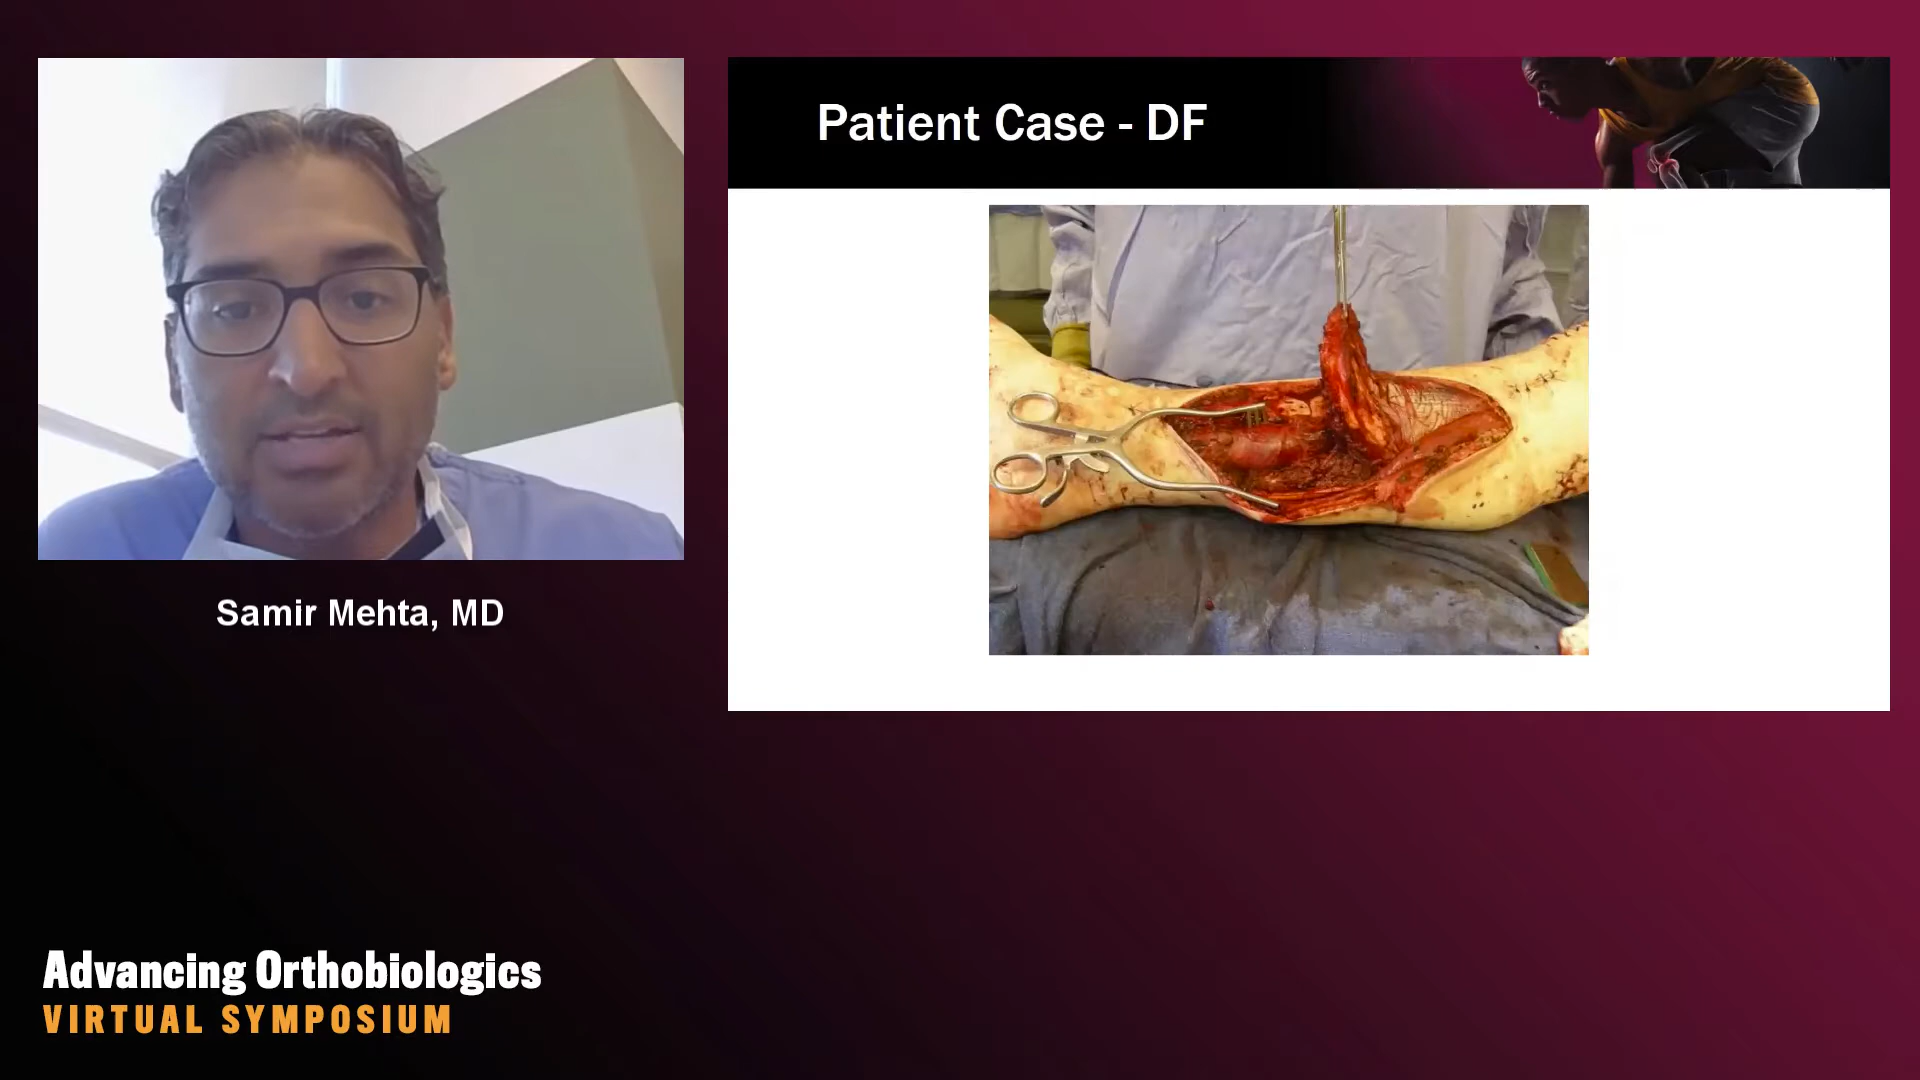 Patient Case - DF
Samir Mehta, MD
Advancing Orthobiologics
VIRTUAL SYMPOSIUM